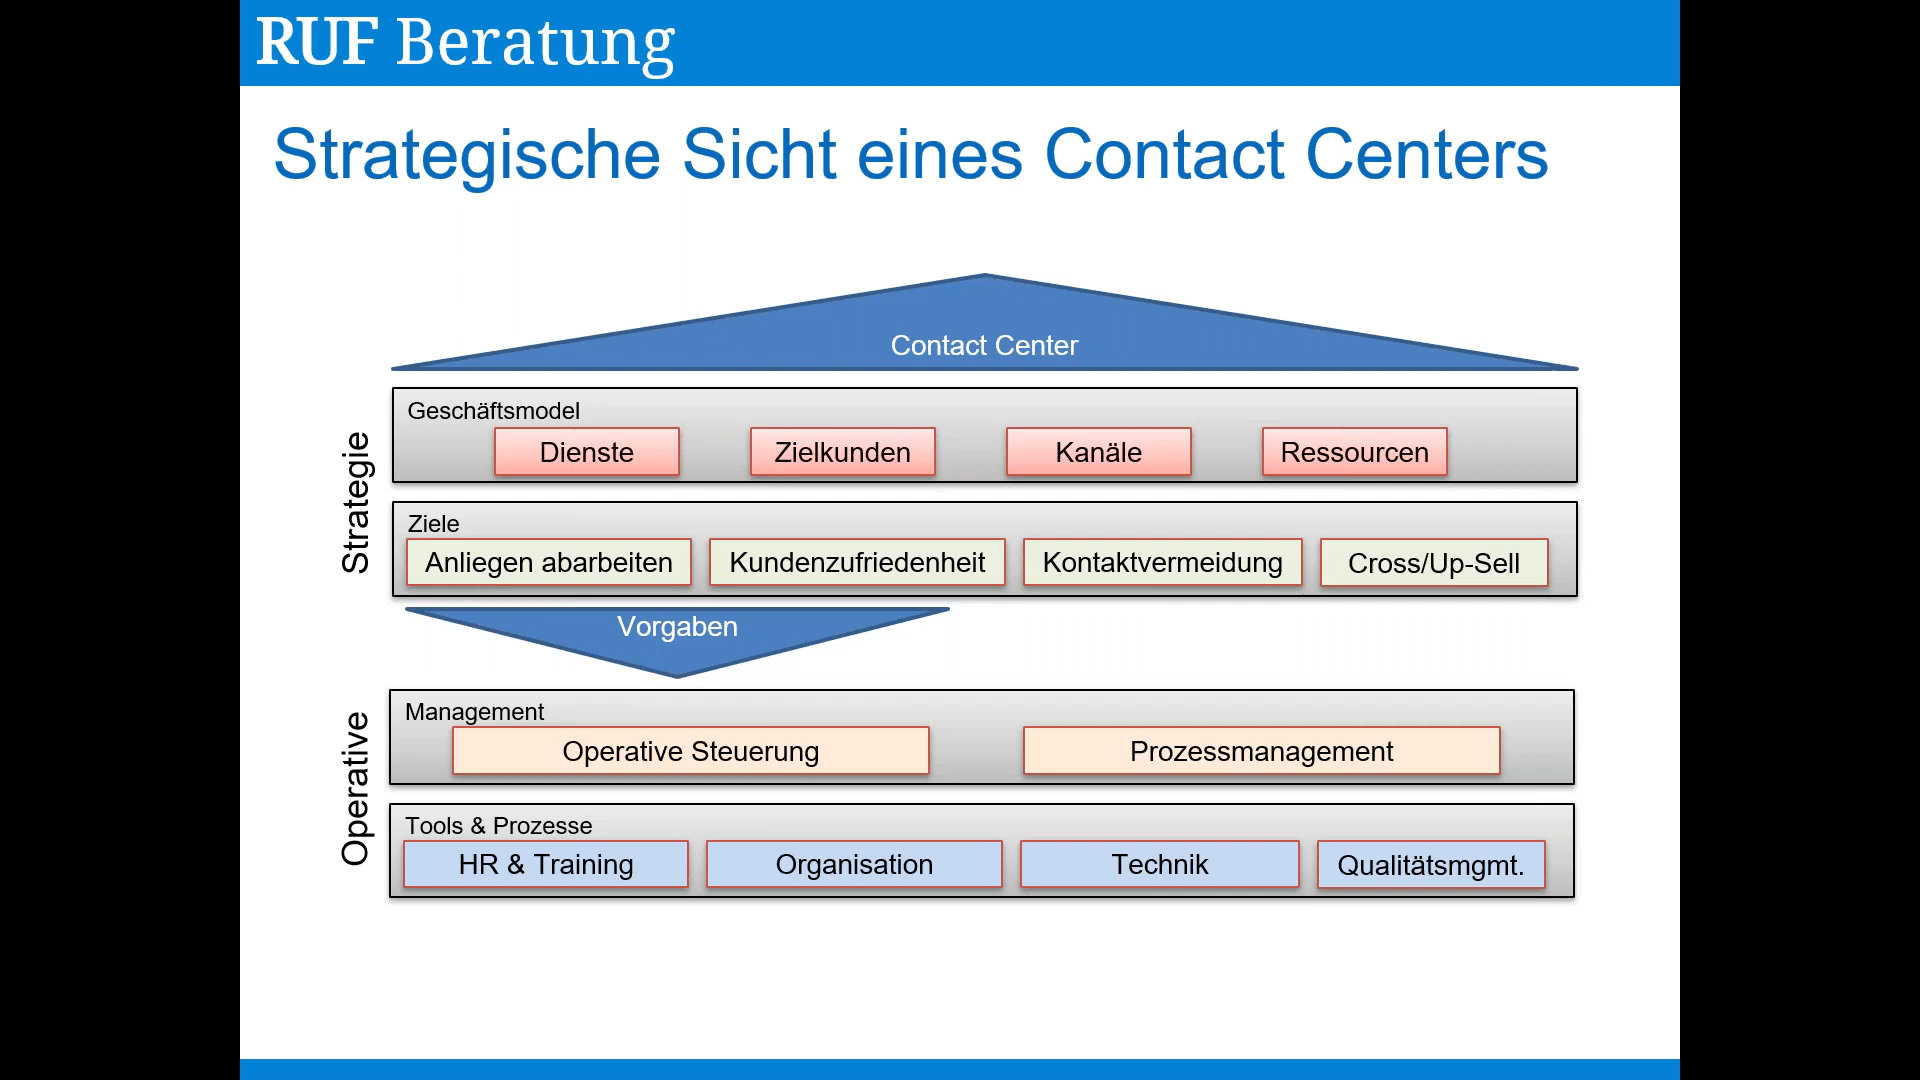 RUF Beratung
Strategische Sicht eines Contact Centers
Contact Center
Strategie
Geschäftsmodel
Dienste Zielkunden Kanäle Ressourcen
Ziele
Anliegen abarbeiten Kundenzufriedenheit Kontaktvermeidung Cross/Up-Sell
Vorgaben
Operative
Management
Operative Steuerung Prozessmanagement
Tools & Prozesse
HR & Training Organisation Technik Qualitätsmgmt.